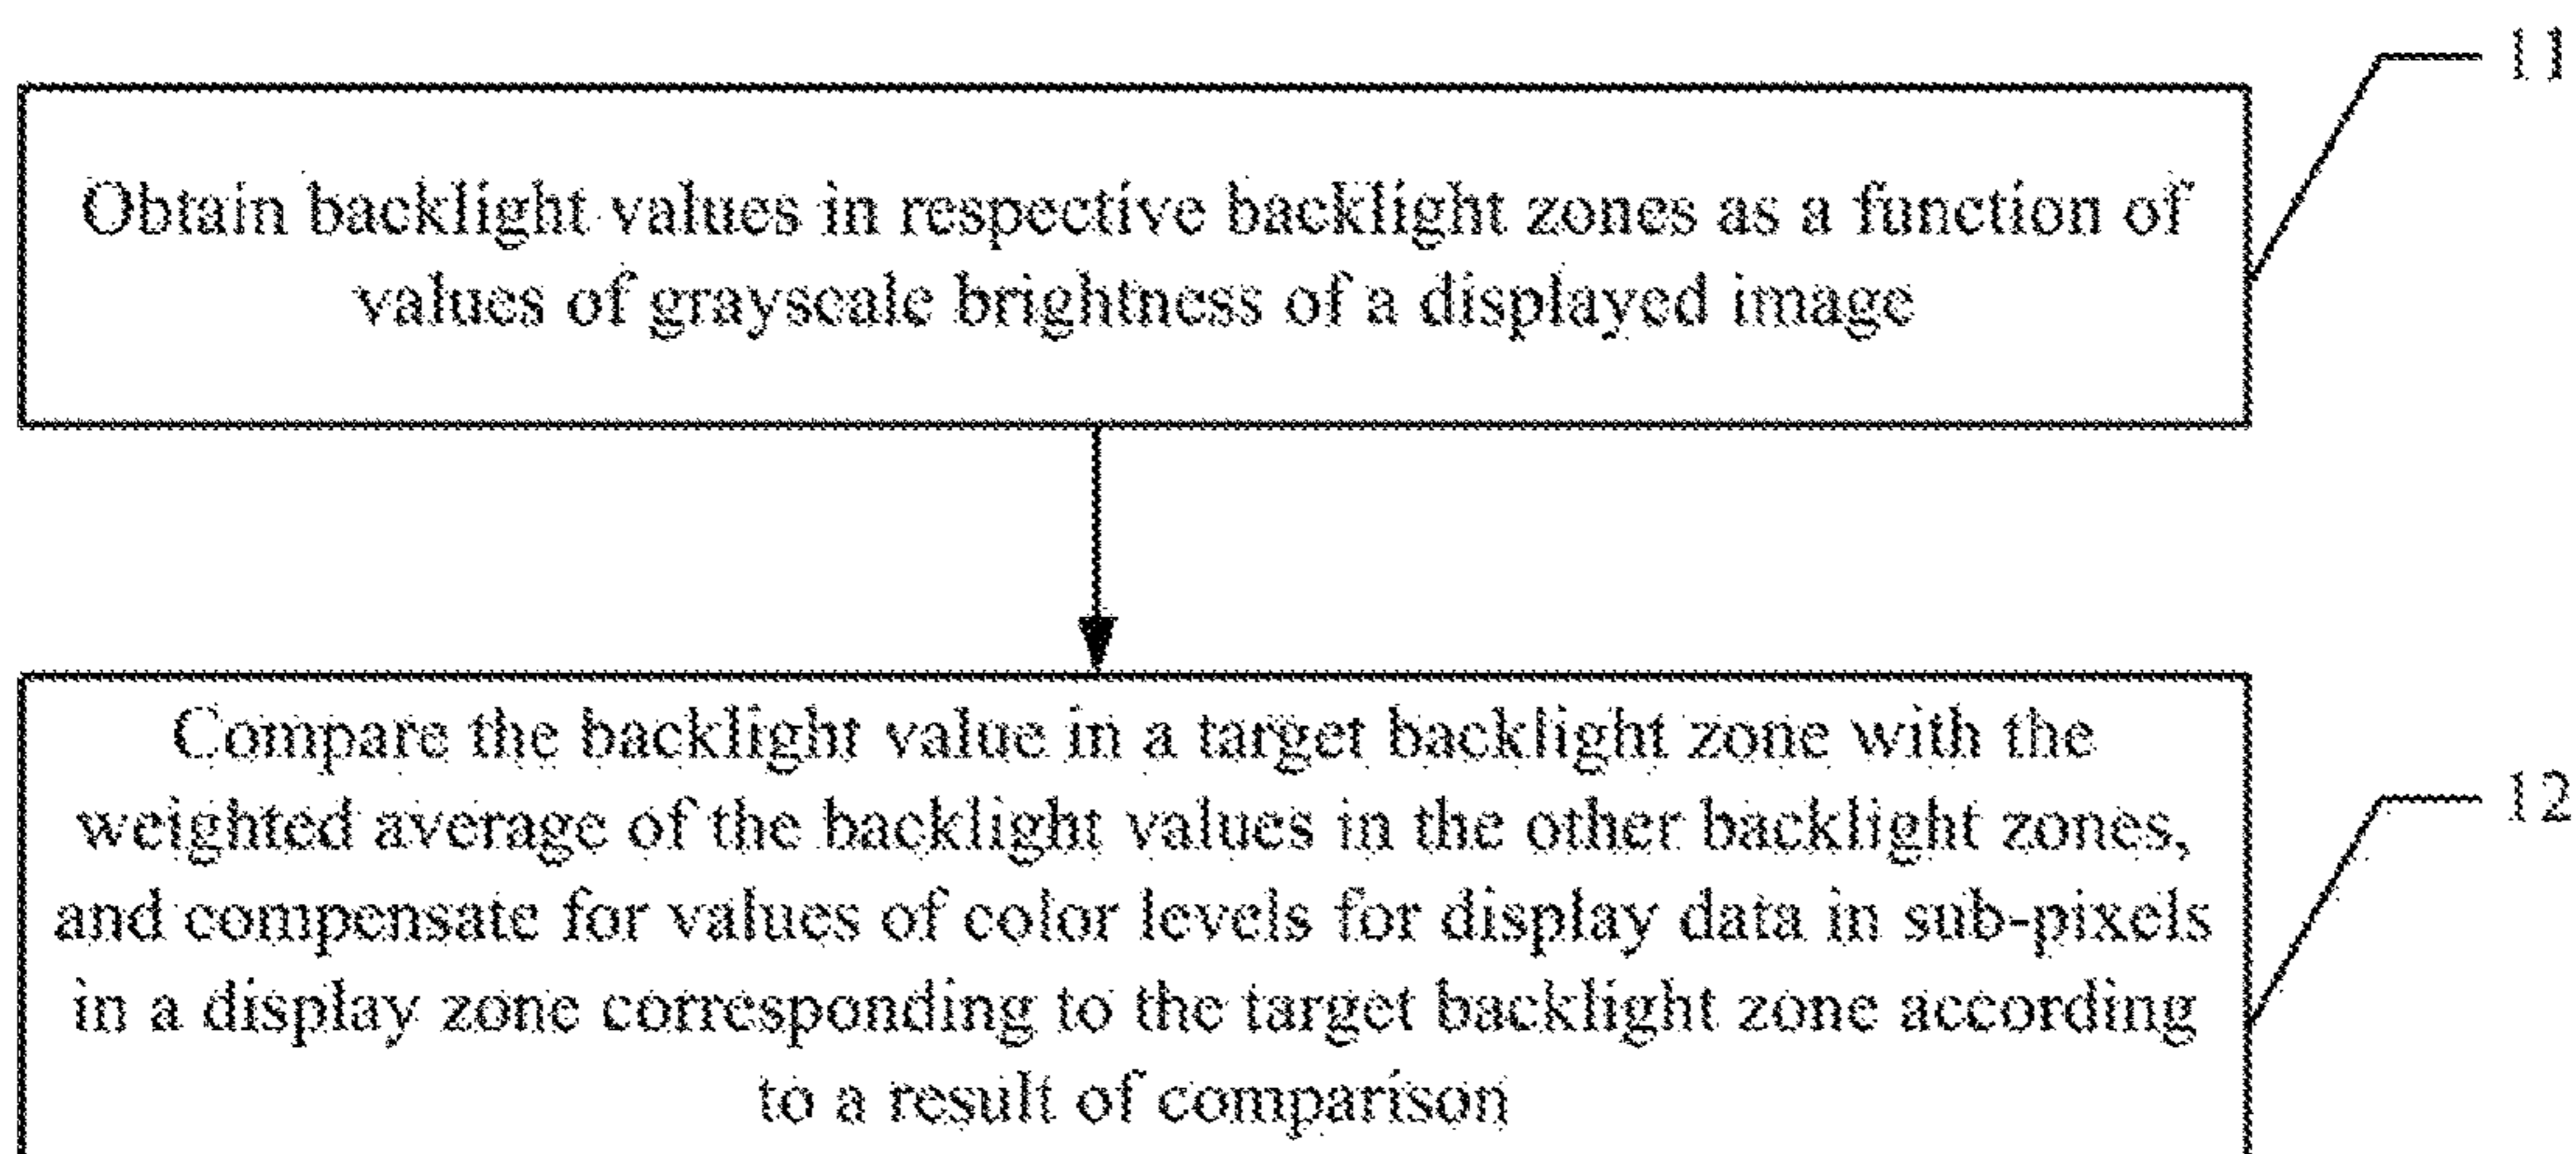 11
Obtain backlight values in respective backlight zones as a function of
values of grayscale brightness of a displayed image
Compare the backlight value in a target backlight zone with the
weighted average of the backlight values in the other backlight zones,
12
and compensate for values of color levels for display data in sub-pixels
in a display zone corresponding to the target backlight zone according
to a result of comparison